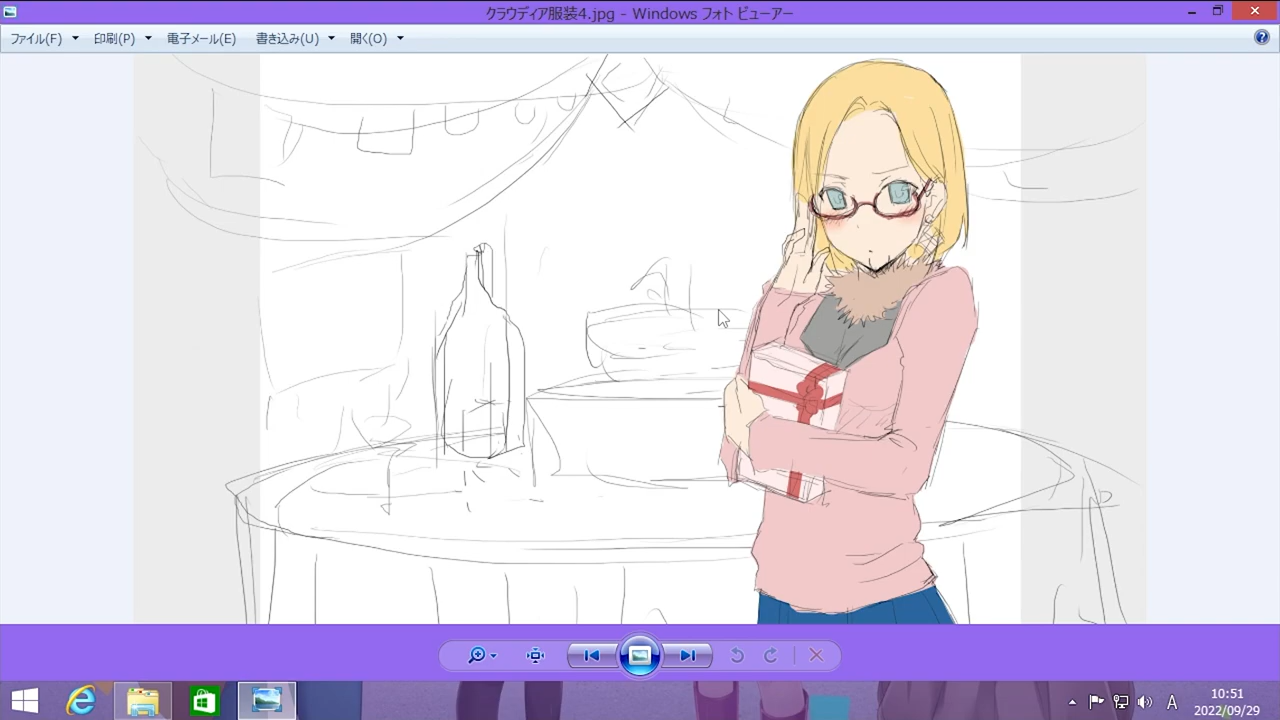 クラウディア服装4.jpg - Windows フォト ビューアー
ファイル(F) 印刷(P) 電子メール(E) 書き込み(U) 開く(O)
A
10:51
2022/09/29